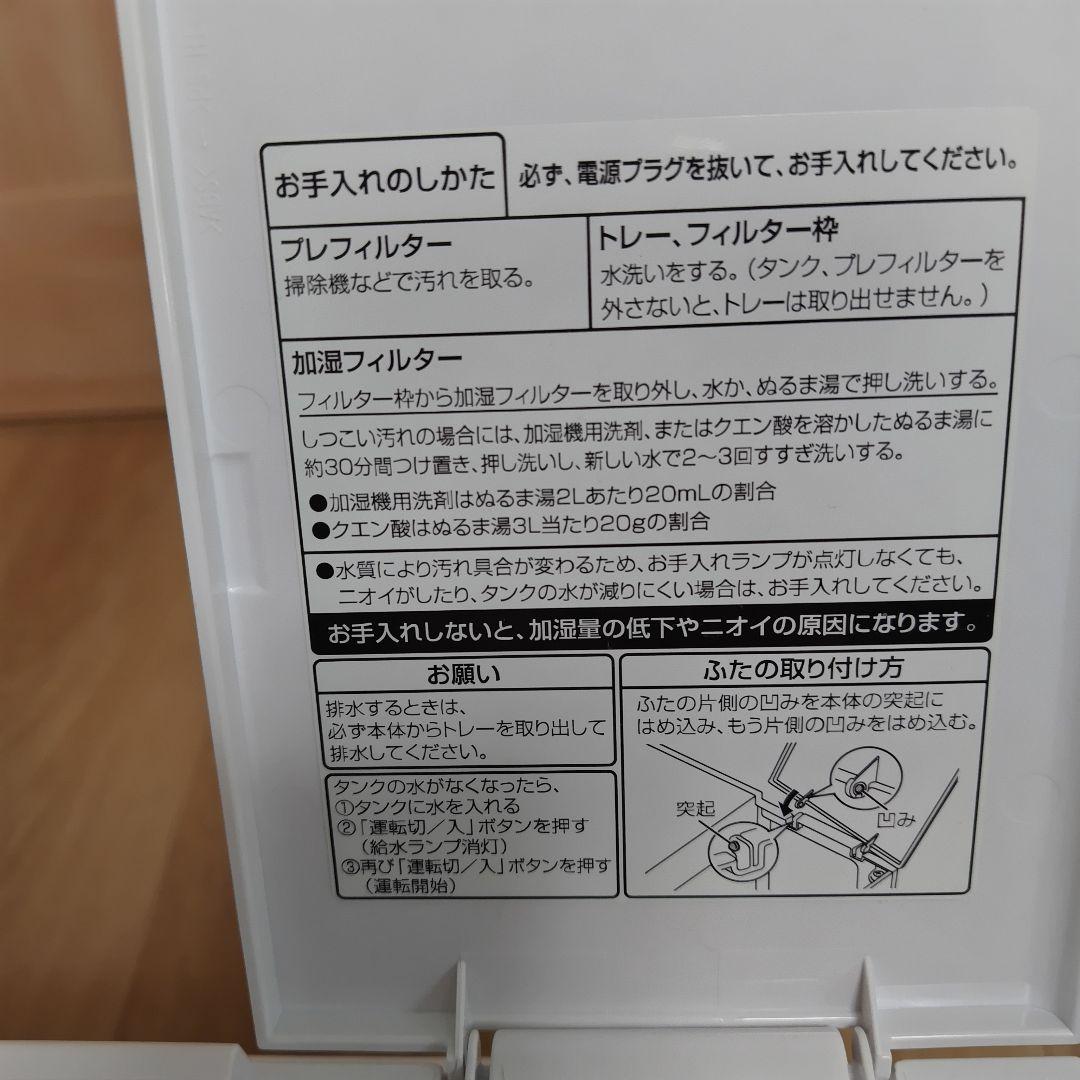 お手入れのしかた
必ず、電源プラグを抜いて、お手入れしてください。
プレフィルター
掃除機などで汚れを取る。
トレー、フィルター枠
水洗いをする。(タンク、プレフィルターを
外さないと、トレーは取り出せません。)
加湿フィルター
フィルター枠から加湿フィルターを取り外し、水か、ぬるま湯で押し洗いする。
しつこい汚れの場合には、加湿機用洗剤、またはクエン酸を溶かしたぬるま湯に
約30分間つけ置き、押し洗いし、新しい水で2〜3回すすぎ洗いする。
●加湿機用洗剤はぬるま湯2Lあたり20mLの割合
●クエン酸はぬるま湯3L当たり20gの割合
●水質により汚れ具合が変わるため、お手入れランプが点灯しなくても、
ニオイがしたり、タンクの水が減りにくい場合は、お手入れしてください。
お手入れしないと、加湿量の低下やニオイの原因になります。
お願い
排水するときは、
必ず本体からトレーを取り出して
排水してください。
タンクの水がなくなったら、
①タンクに水を入れる
②「運転切/入」ボタンを押す
(給水ランプ消灯)
③再び「運転切/入」ボタンを押す
(運転開始)
ふたの取り付け方
ふたの片側の凹みを本体の突起に
はめ込み、もう片側の凹みをはめ込む。
突起
凹み